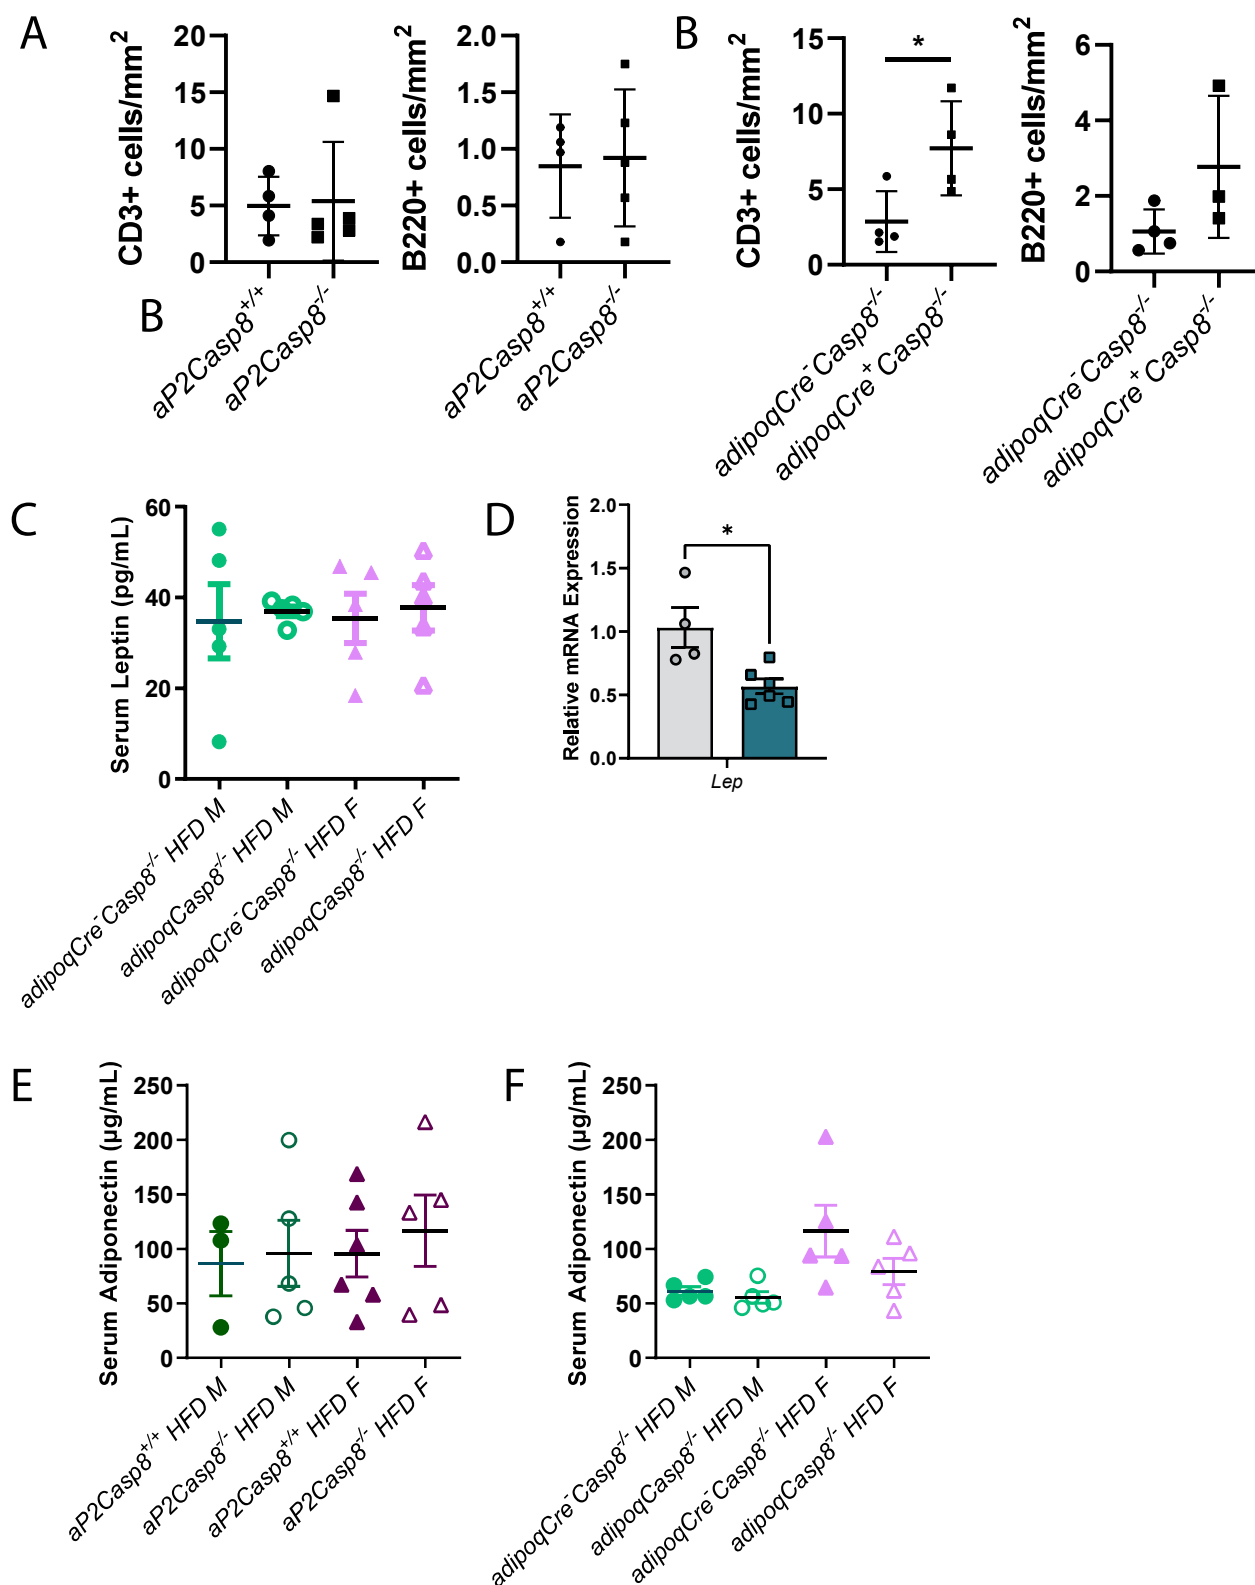 A
CD3+ cells/mm²
20
15
10
5
0
aP2Casp8+/+
aP2Casp8-/-
B220+ cells/mm²
2.0
1.5
1.0
0.5
0.0
aP2Casp8+/+
aP2Casp8-/-
B
CD3+ cells/mm²
15
10
5
0
*
adipoqCre-Casp8-/-
adipoqCre+Casp8-/-
B220+ cells/mm²
6
4
2
0
adipoqCre-Casp8-/-
adipoqCre+Casp8-/-
B
C
Serum Leptin (pg/mL)
60
40
20
0
adipoqCre-Casp8-/- HFD M
adipoqCasp8-/- HFD M
adipoqCre-Casp8-/- HFD F
adipoqCasp8-/- HFD F
D
Relative mRNA Expression
2.0
1.5
1.0
0.5
0.0
*
Lep
E
Serum Adiponectin (µg/mL)
250
200
150
100
50
0
aP2Casp8+/+ HFD M
aP2Casp8-/- HFD M
aP2Casp8+/+ HFD F
aP2Casp8-/- HFD F
F
Serum Adiponectin (µg/mL)
250
200
150
100
50
0
adipoqCre-Casp8-/- HFD M
adipoqCasp8-/- HFD M
adipoqCre-Casp8-/- HFD F
adipoqCasp8-/- HFD F